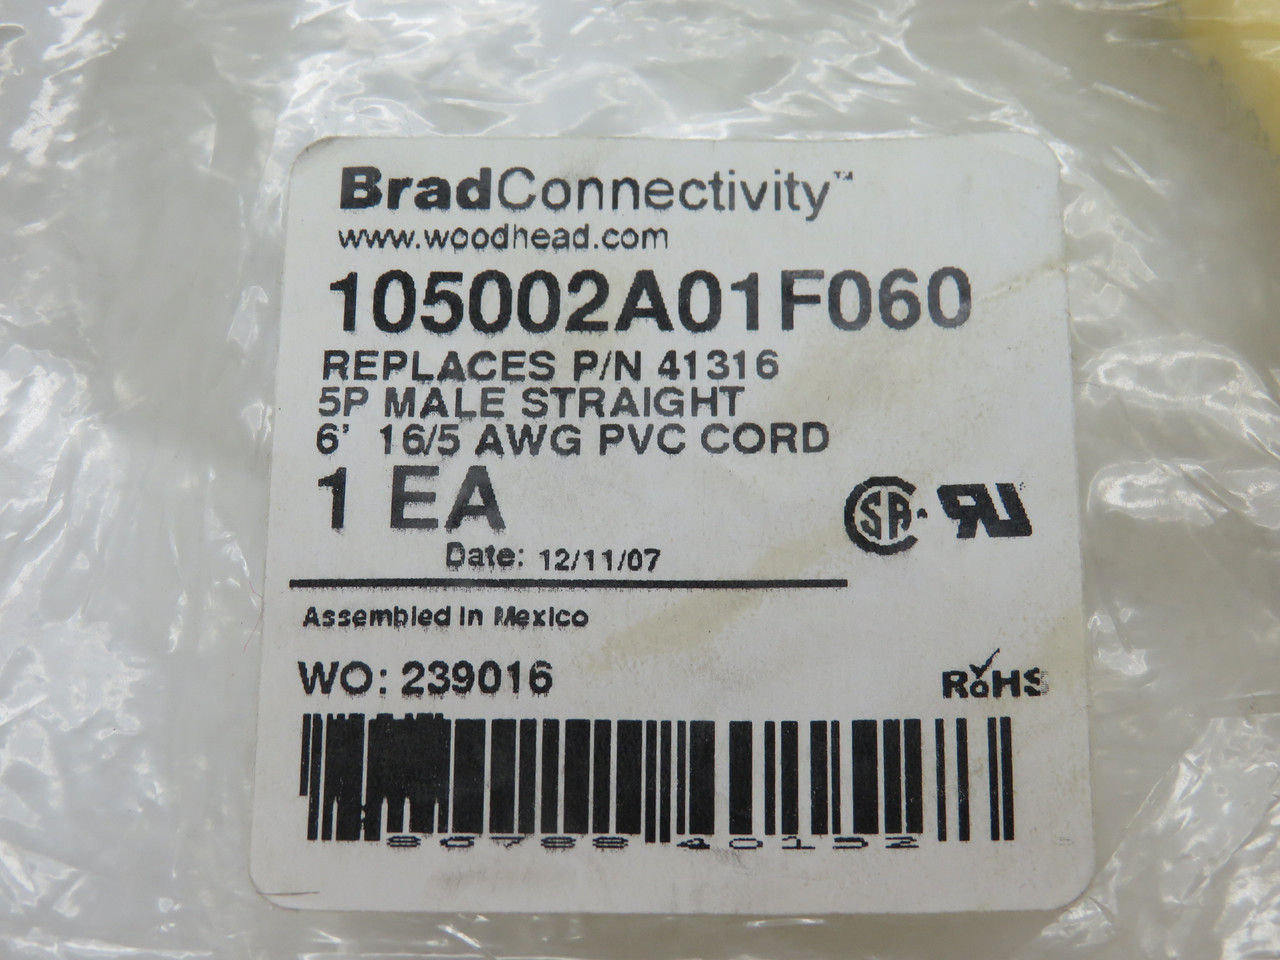 BradConnectivity™
www.woodhead.com
105002A01F060
REPLACES P/N 41316
5P MALE STRAIGHT
6' 16/5 AWG PVC CORD
1 EA
Date: 12/11/07
Assembled in Mexico
WO: 239016
RoHS